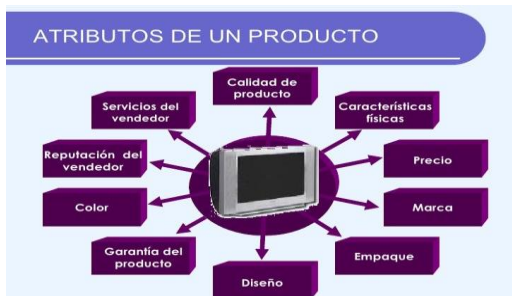 ATRIBUTOS DE UN PRODUCTO
Calidad de
producto
Servicios del
vendedor
Características
físicas
Reputación del
vendedor
Precio
Color
Marca
Garantía del
producto
Empaque
Diseño